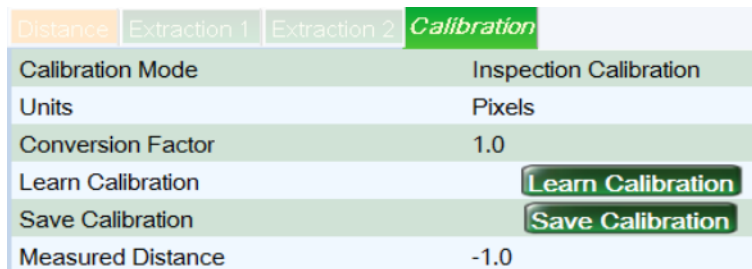 Distance Extraction 1 Extraction 2 Calibration
Calibration Mode Inspection Calibration
Units Pixels
Conversion Factor 1.0
Learn Calibration Learn Calibration
Save Calibration Save Calibration
Measured Distance -1.0